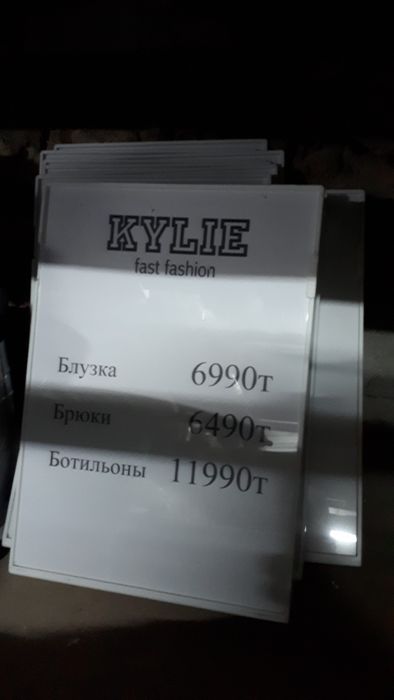 KYLIE
fast fashion
Блузка 6990т
Брюки 6490т
Ботильоны 11990т